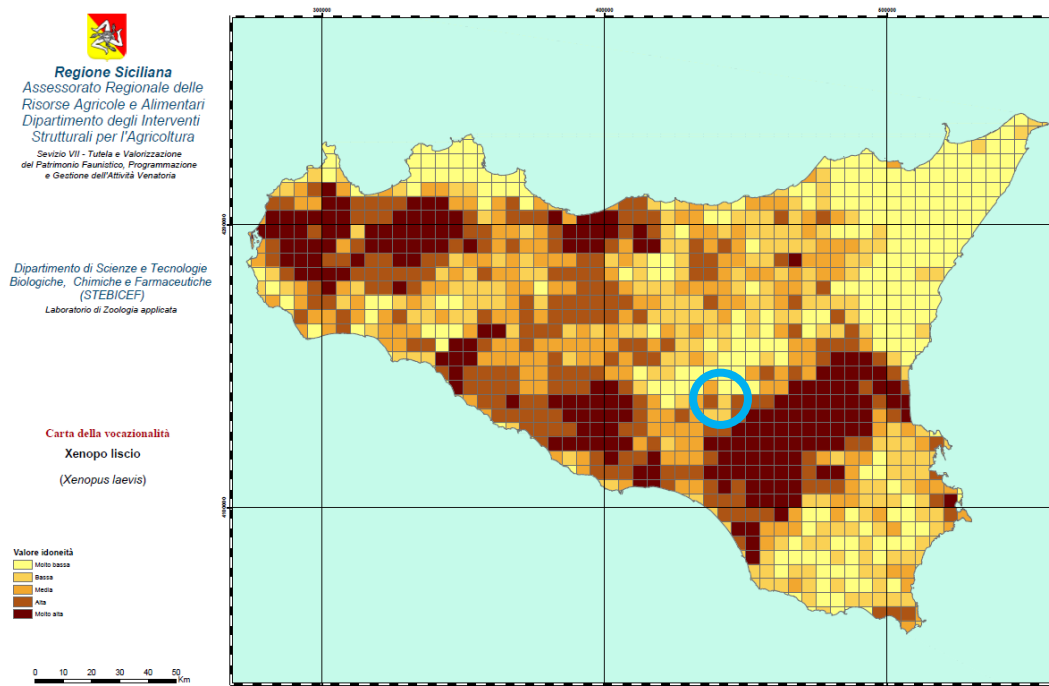 Regione Siciliana
Assessorato Regionale delle
Risorse Agricole e Alimentari
Dipartimento degli Interventi
Strutturali per l'Agricoltura
Sevizio VII - Tutela e Valorizzazione
del Patrimonio Faunistico, Programmazione
e Gestione dell'Attività Venatoria
Dipartimento di Scienze e Tecnologie
Biologiche, Chimiche e Farmaceutiche
(STEBICEF)
Laboratorio di Zoologia applicata
Carta della vocazionalità
Xenopo liscio
(Xenopus laevis)
Valore idoneità
Molto bassa
Bassa
Media
Alta
Molto alta
0 10 20 30 40 50
Km
300000 400000 500000
4200000
4100000